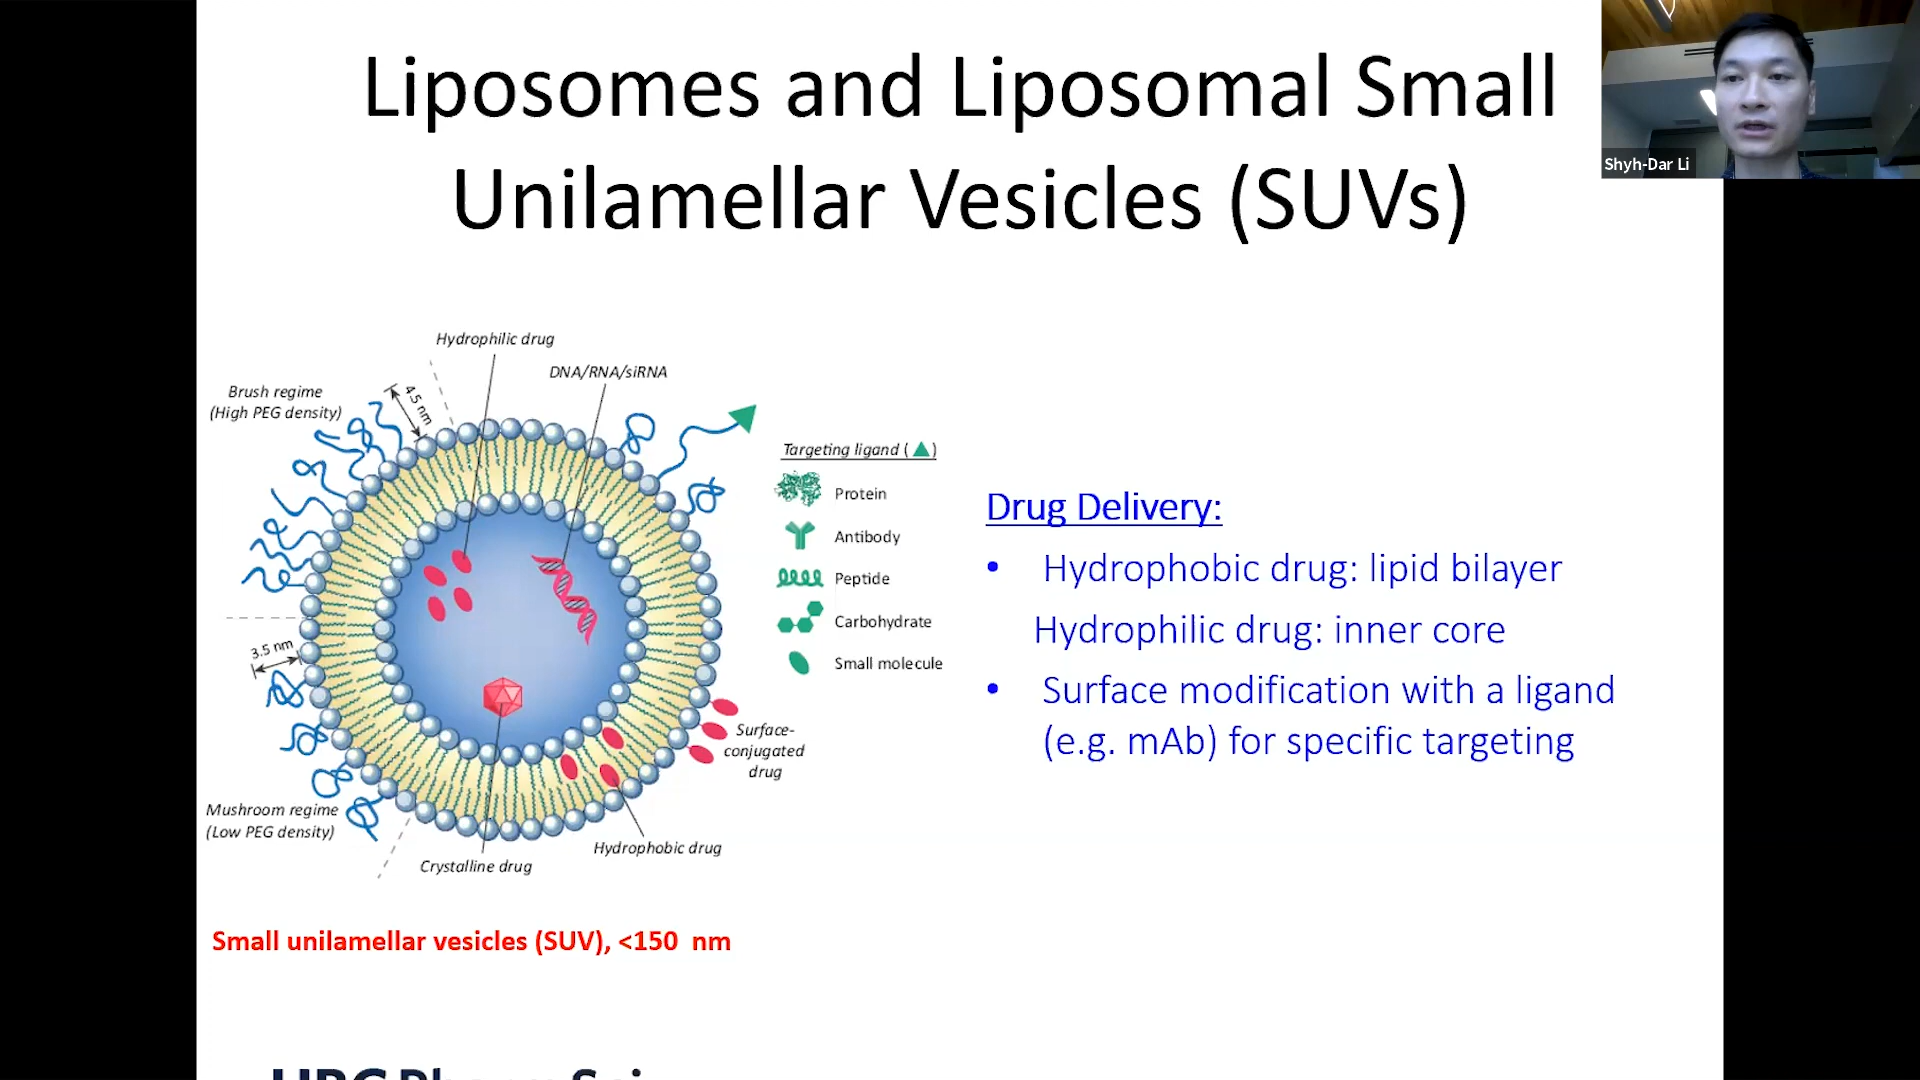 Liposomes and Liposomal Small
Unilamellar Vesicles (SUVs)
Shyh-Dar Li
Hydrophilic drug
DNA/RNA/siRNA
Brush regime
(High PEG density)
4.5 nm
Targeting ligand (▲)
Protein
Antibody
Peptide
Carbohydrate
Small molecule
3.5 nm
Surface-
conjugated
drug
Mushroom regime
(Low PEG density)
Hydrophobic drug
Crystalline drug
Drug Delivery:
• Hydrophobic drug: lipid bilayer
Hydrophilic drug: inner core
• Surface modification with a ligand
(e.g. mAb) for specific targeting
Small unilamellar vesicles (SUV), <150 nm